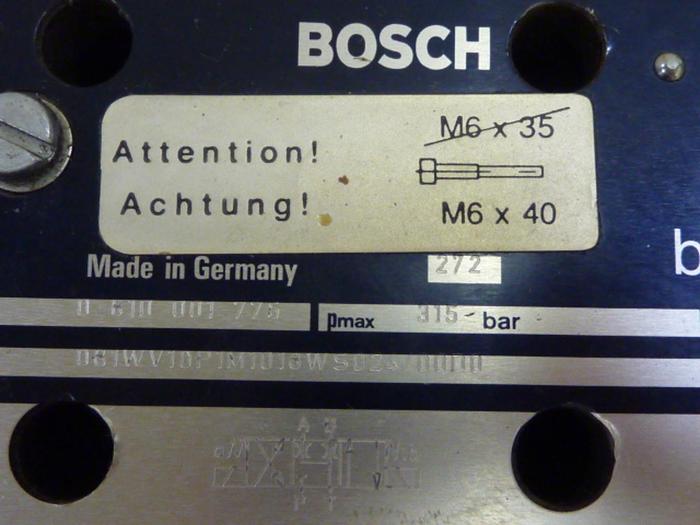 BOSCH
M6 x 35
Attention!
Achtung!
M6 x 40
Made in Germany 272
b
pmax 315 bar
A B
P T